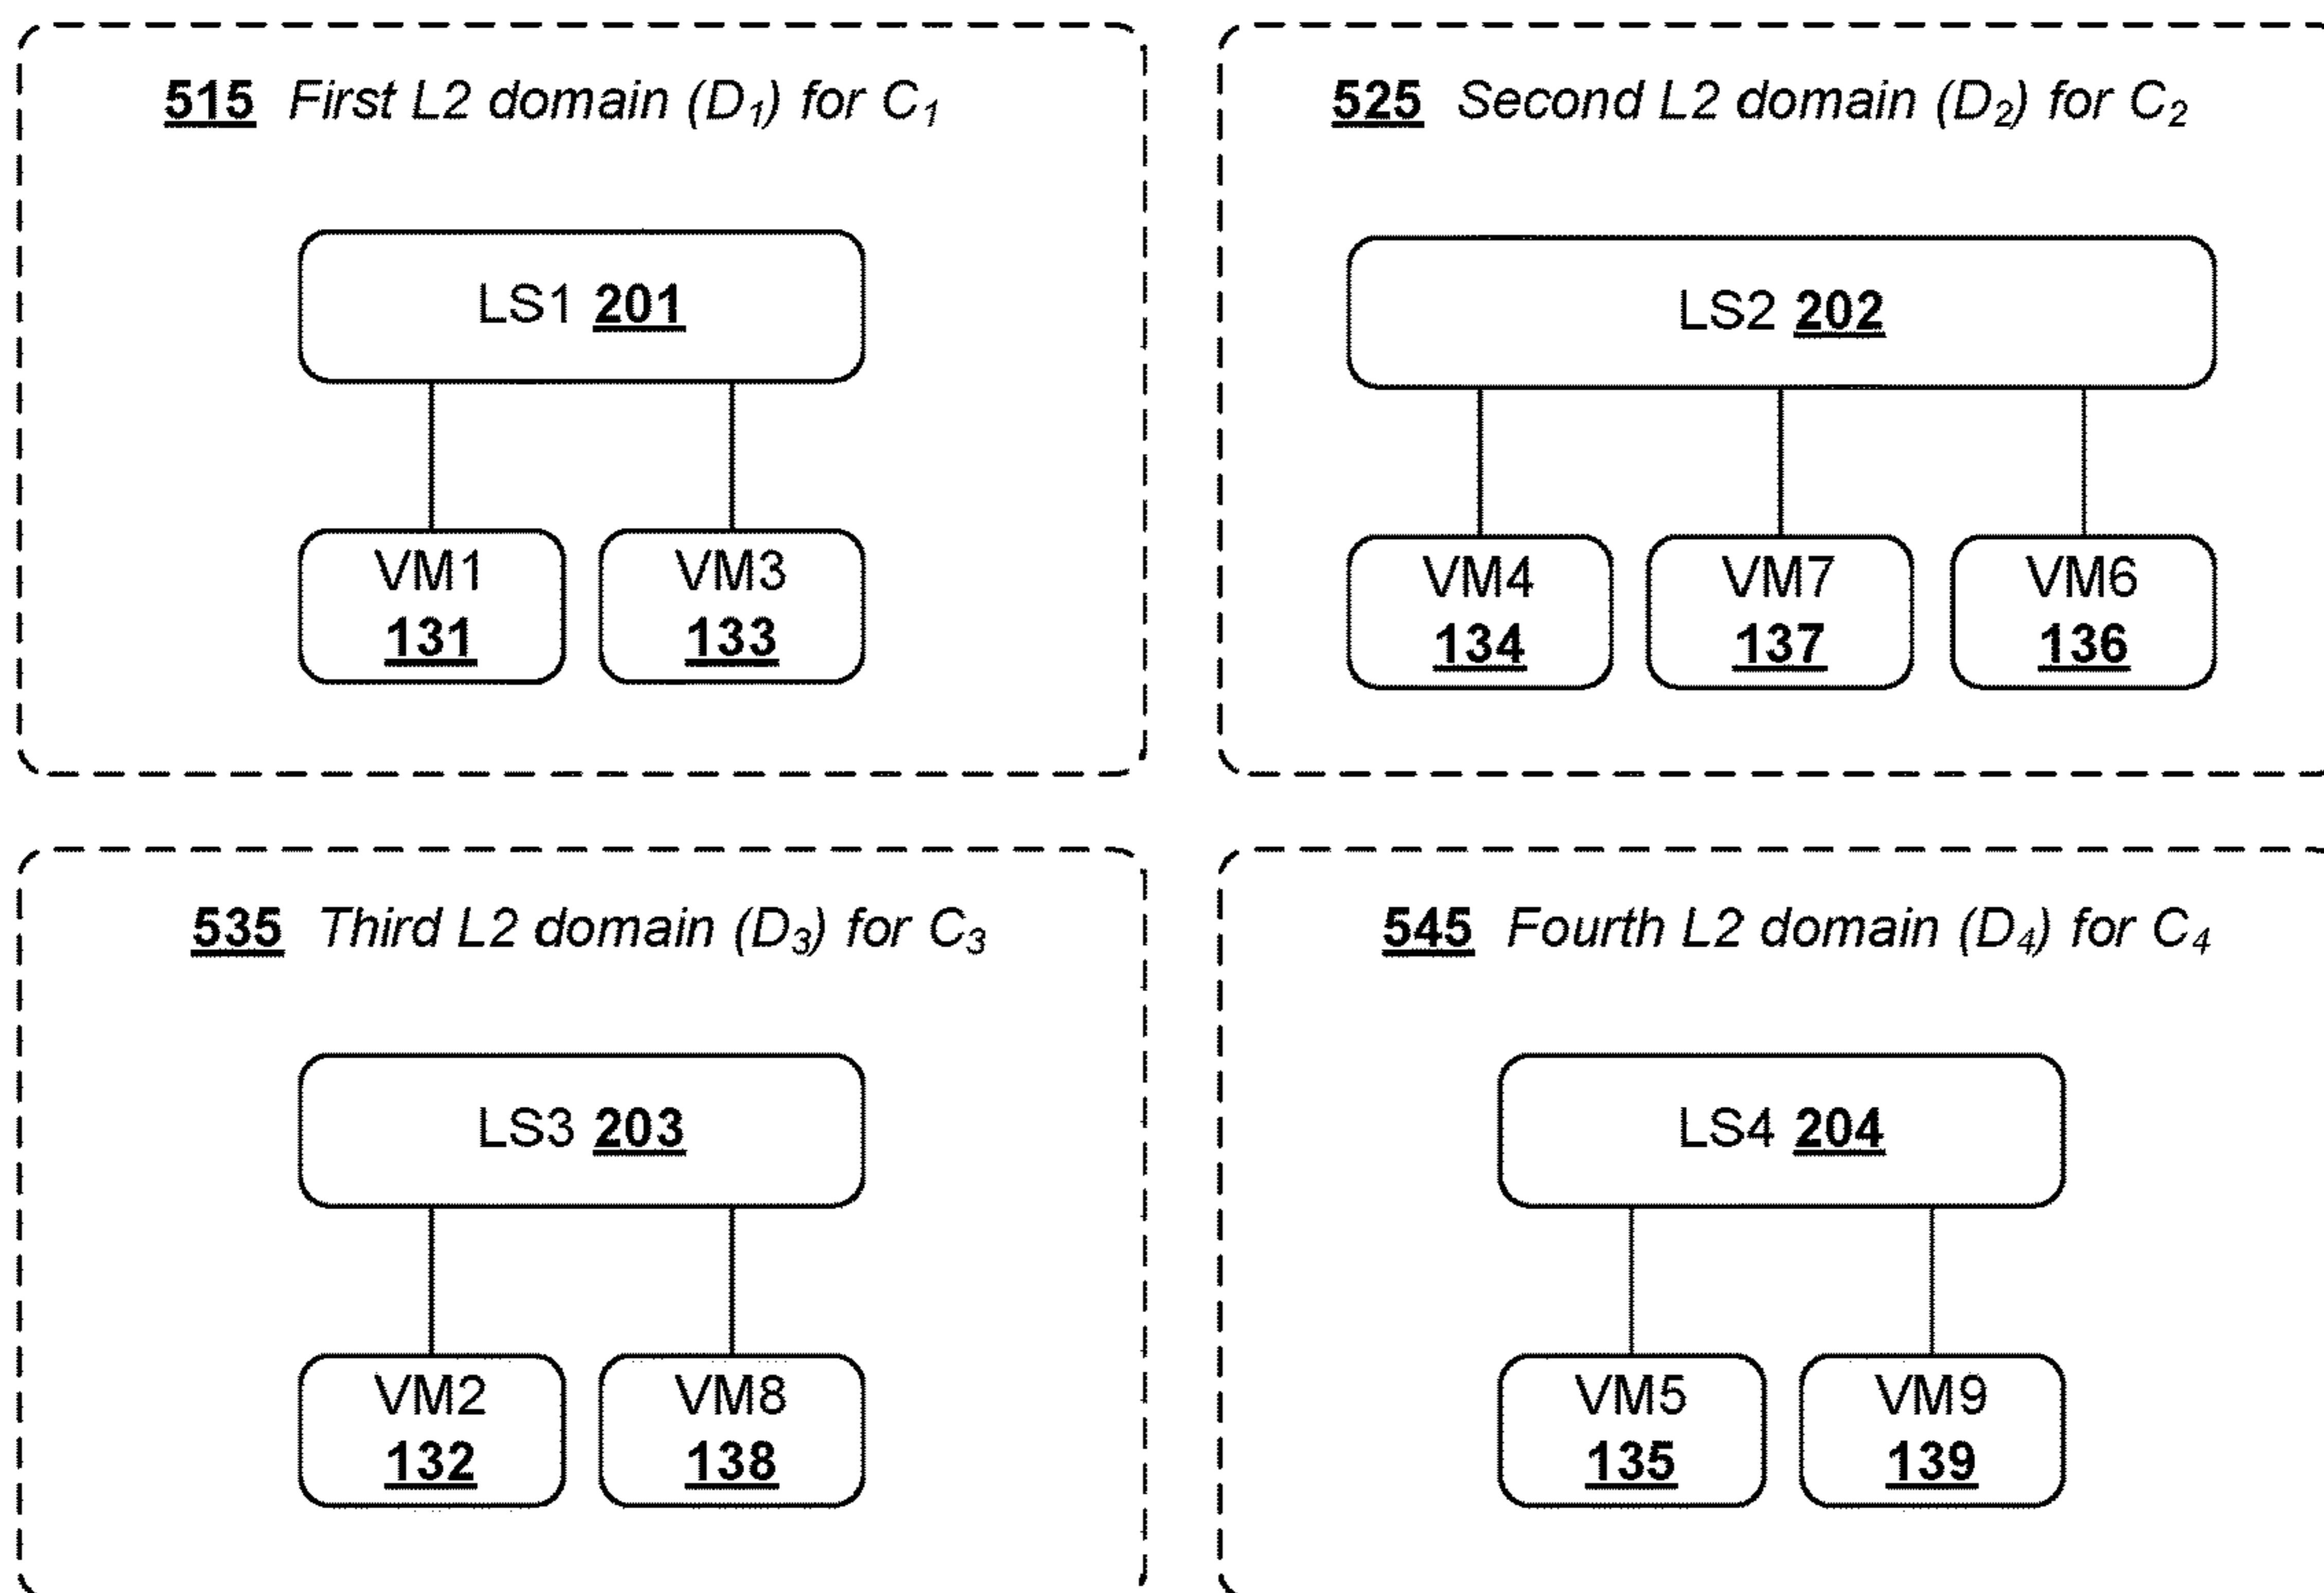 515 First L2 domain (D1) for C1
LS1 201
VM1
131
VM3
133
525 Second L2 domain (D2) for C2
LS2 202
VM4
134
VM7
137
VM6
136
535 Third L2 domain (D3) for C3
LS3 203
VM2
132
VM8
138
545 Fourth L2 domain (D4) for C4
LS4 204
VM5
135
VM9
139